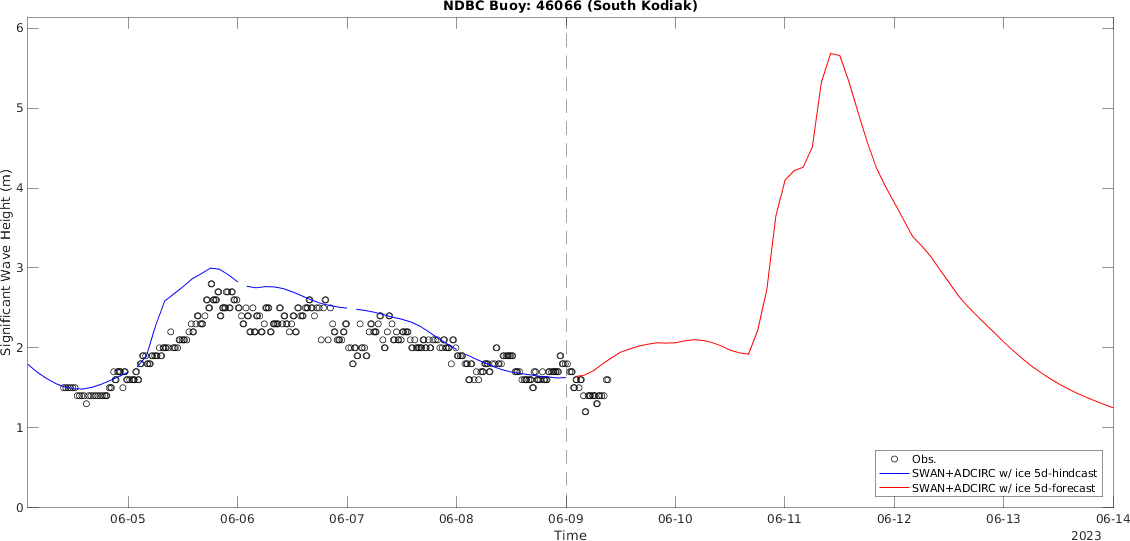 NDBC Buoy: 46066 (South Kodiak)
6
5
4
3
2
1
0
Significant Wave Height (m)
06-05 06-06 06-07 06-08 06-09 06-10 06-11 06-12 06-13 06-14
Time
2023
Obs.
SWAN+ADCIRC w/ ice 5d-hindcast
SWAN+ADCIRC w/ ice 5d-forecast